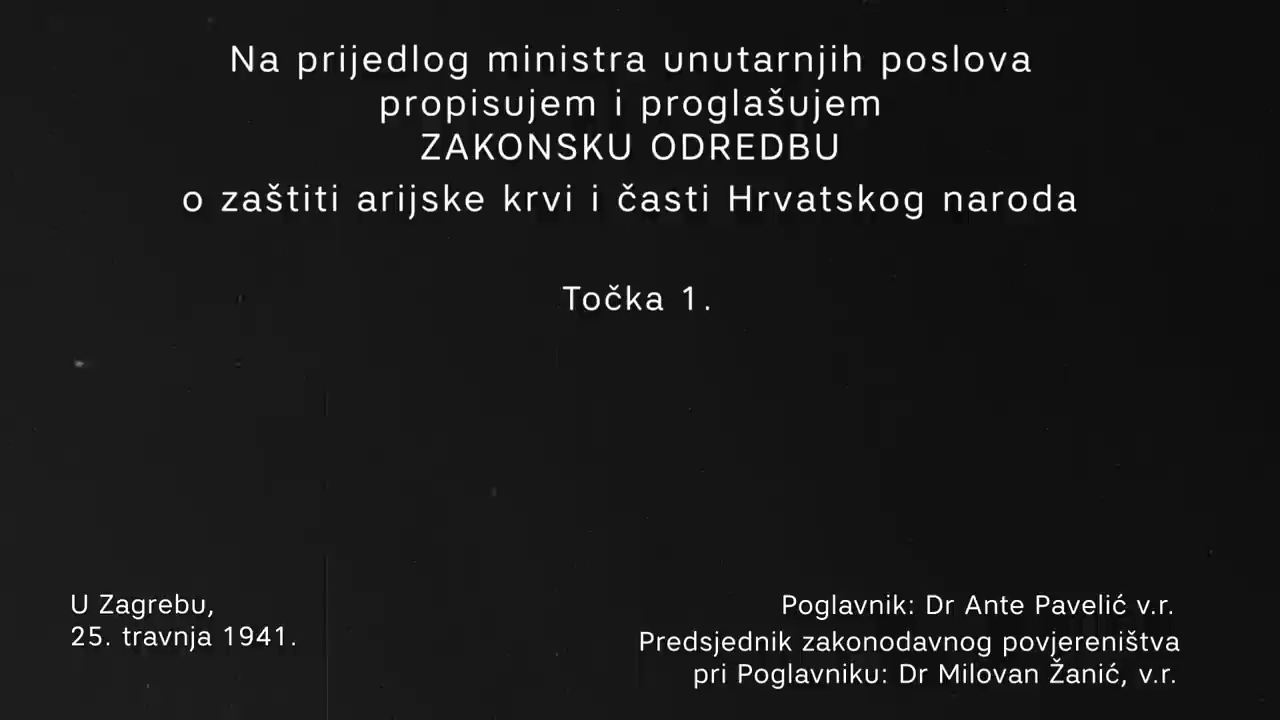 Na prijedlog ministra unutarnjih poslova
propisujem i proglašujem
ZAKONSKU ODREDBU
o zaštiti arijske krvi i časti Hrvatskog naroda
Točka 1.
U Zagrebu,
25. travnja 1941.
Poglavnik: Dr Ante Pavelić v.r.
Predsjednik zakonodavnog povjereništva
pri Poglavniku: Dr Milovan Žanić, v.r.